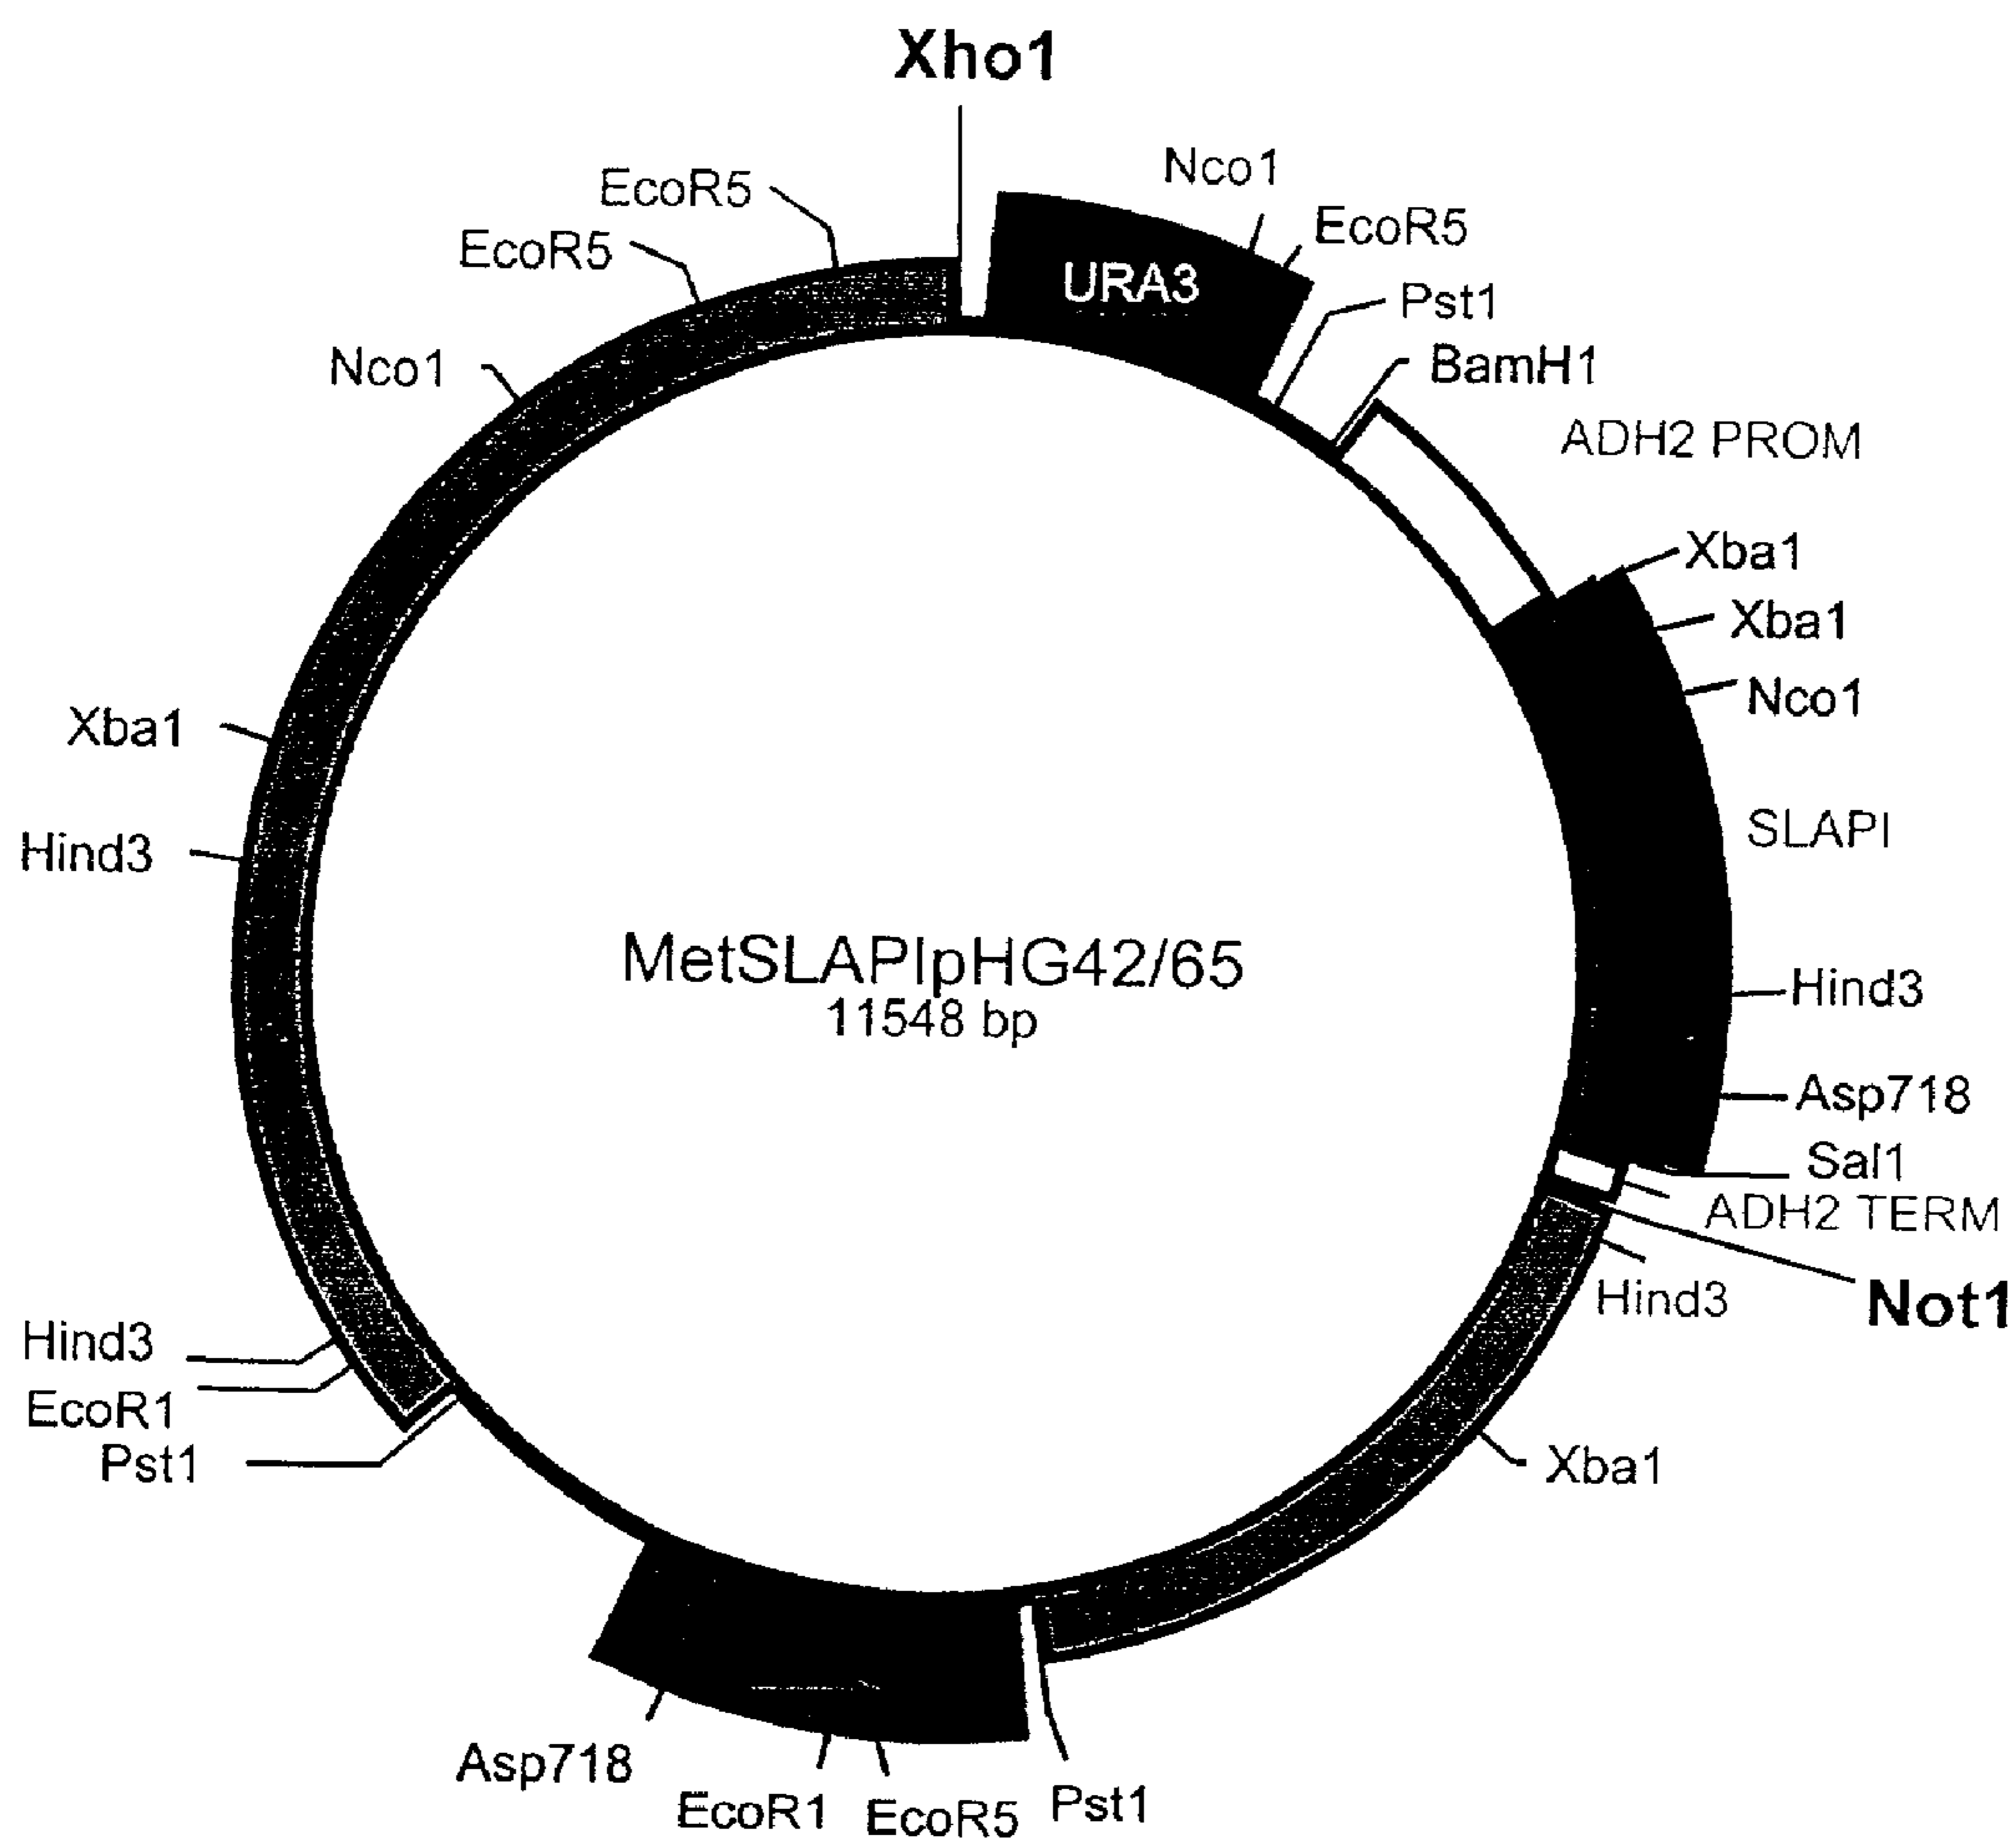 Xho1
Nco1
EcoR5
URA3
Pst1
BamH1
ADH2 PROM
Xba1
Xba1
Nco1
SLAPI
Hind3
Asp718
Sal1
ADH2 TERM
Not1
Hind3
Xba1
Pst1
EcoR5
EcoR1
Asp718
Pst1
EcoR1
Hind3
Hind3
Xba1
Nco1
EcoR5
EcoR5
MetSLAPIpHG42/65
11548 bp